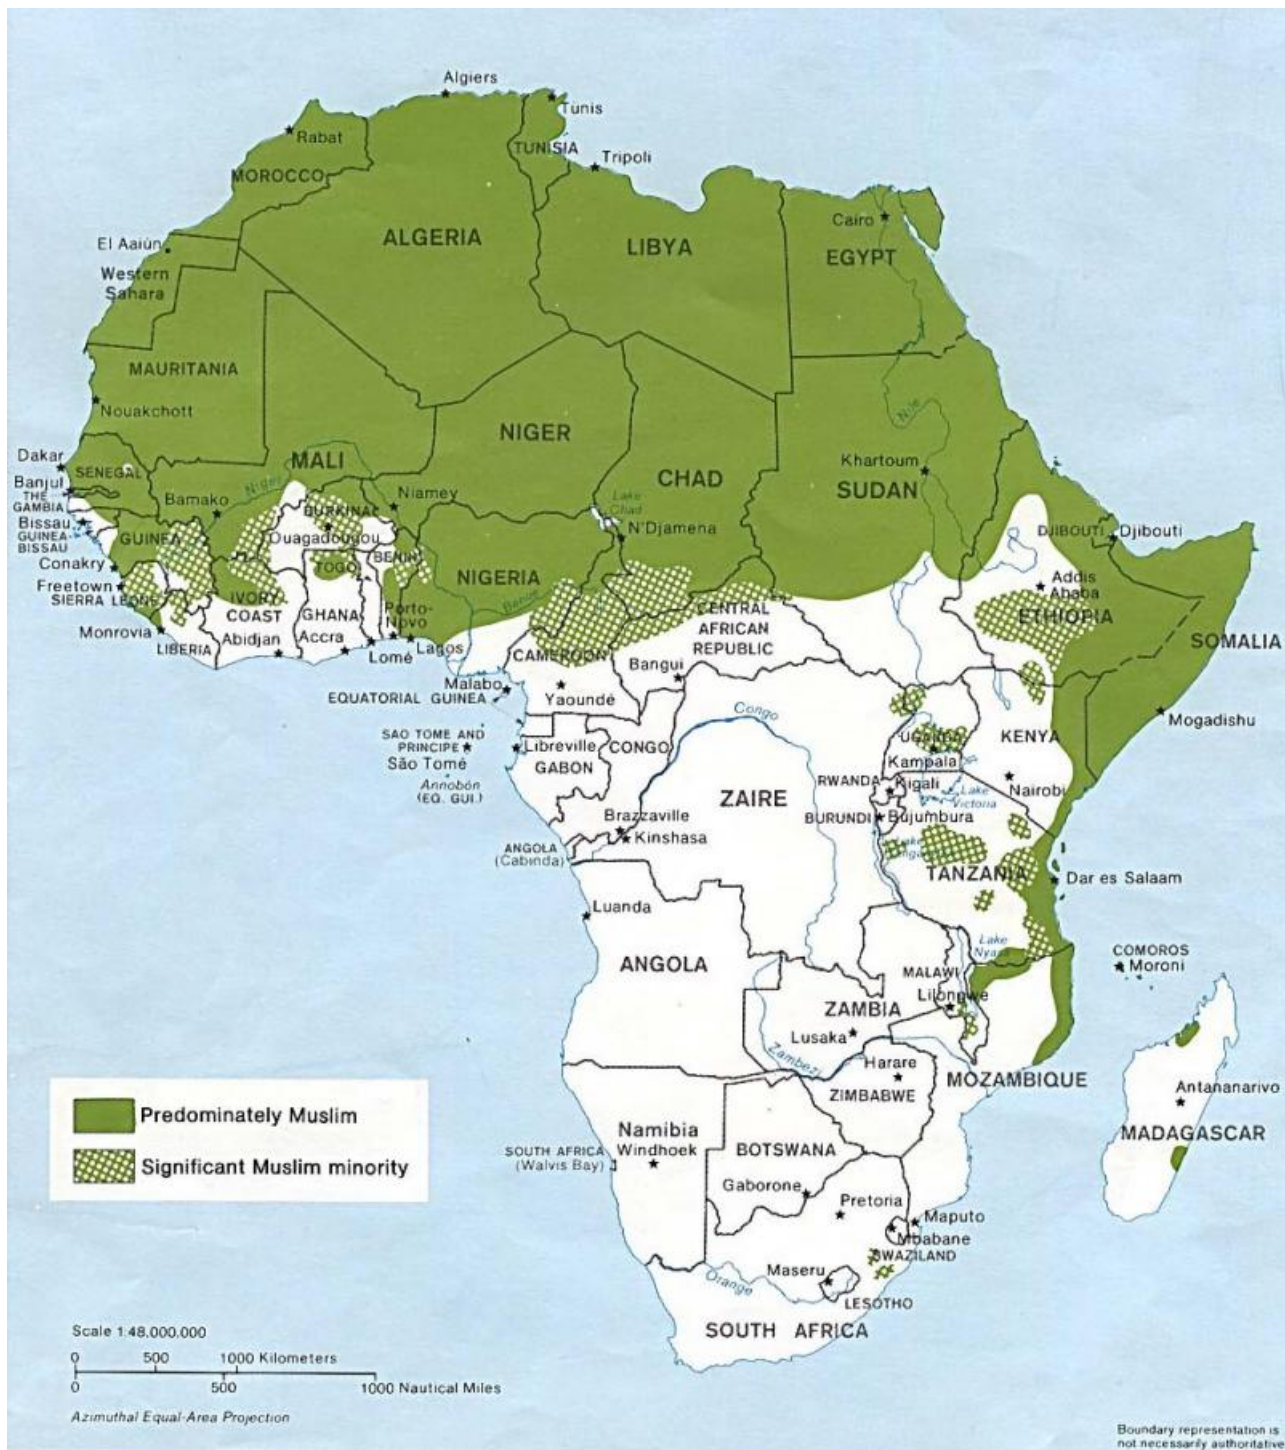 Algiers
Tunis
Rabat
TUNISIA
Tripoli
MOROCCO
Cairo
El Aaiún
ALGERIA
LIBYA
EGYPT
Western
Sahara
MAURITANIA
Nouakchott
NIGER
Nile
Dakar
SENEGAL
MALI
CHAD
Khartoum
SUDAN
Banjul
THE
GAMBIA
Bamako
Niger
Niamey
Lake
Chad
Bissau
GUINEA
BISSAU
GUINEA
BURKINA
Ouagadougou
N'Djamena
DJIBOUTI
Djibouti
Conakry
BENIN
TOGO
NIGERIA
Addis
Ababa
Freetown
SIERRA LEONE
IVORY
COAST
GHANA
Porto-
Novo
Benue
CENTRAL
AFRICAN
REPUBLIC
ETHIOPIA
Monrovia
LIBERIA
Abidjan
Accra
Lomé
Lagos
CAMEROON
Bangui
SOMALIA
Malabo
EQUATORIAL GUINEA
Yaoundé
Congo
Mogadishu
SAO TOME AND
PRINCIPE
São Tomé
Libreville
GABON
CONGO
UGANDA
Kampala
KENYA
Annobón
(EQ. GUI.)
ZAIRE
RWANDA
Kigali
Lake
Victoria
Nairobi
Brazzaville
Kinshasa
BURUNDI
Bujumbura
ANGOLA
(Cabinda)
Lake
TANZANIA
Dar es Salaam
Luanda
ANGOLA
Lake
Nyasa
COMOROS
Moroni
MALAWI
Lilongwe
ZAMBIA
Lusaka
Zambezi
Harare
ZIMBABWE
MOZAMBIQUE
Antananarivo
MADAGASCAR
Predominately Muslim
Significant Muslim minority
Namibia
Windhoek
SOUTH AFRICA
(Walvis Bay)
BOTSWANA
Gaborone
Pretoria
Maputo
Mbabane
SWAZILAND
Maseru
Orange
LESOTHO
SOUTH AFRICA
Scale 1:48,000,000
0 500 1000 Kilometers
0 500 1000 Nautical Miles
Azimuthal Equal-Area Projection
Boundary representation is
not necessarily authoritative